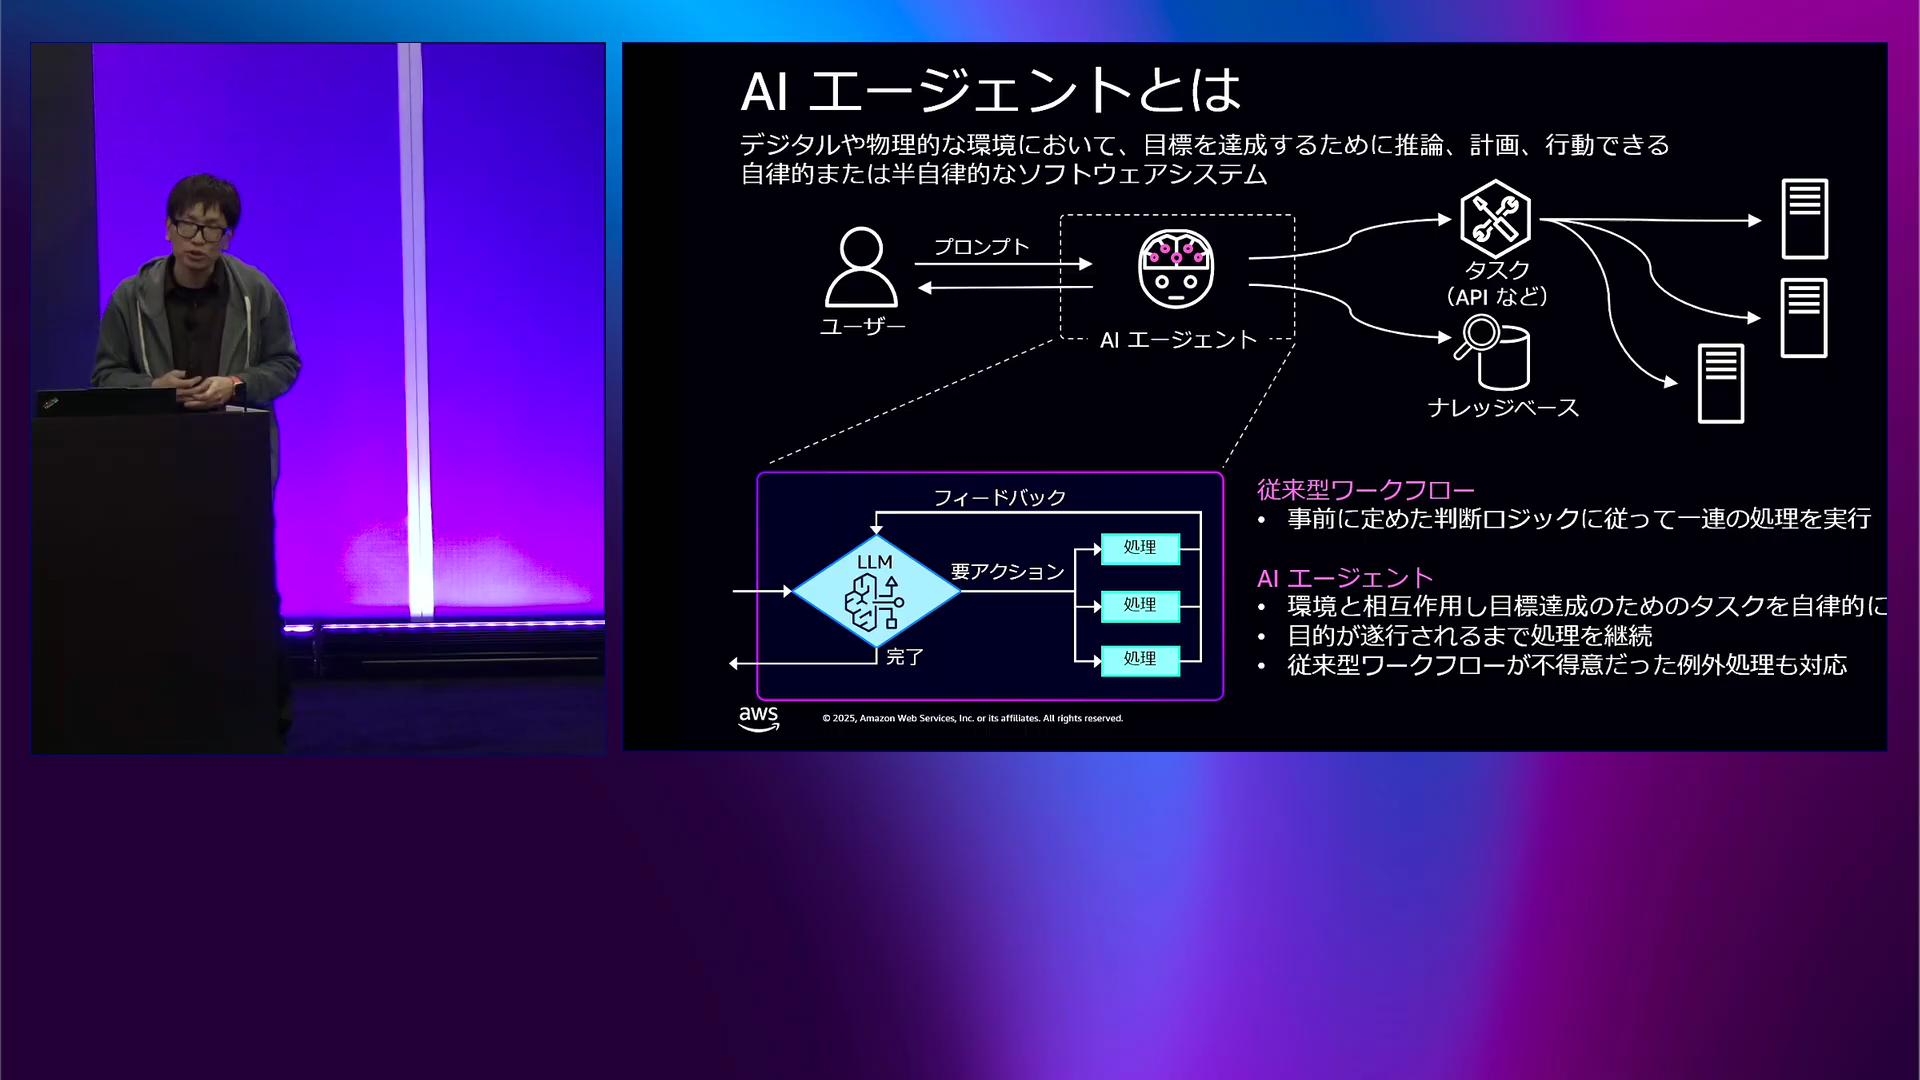 AI エージェントとは
デジタルや物理的な環境において、目標を達成するために推論、計画、行動できる
自律的または半自律的なソフトウェアシステム
プロンプト
ユーザー
AI エージェント
タスク
（API など）
ナレッジベース
フィードバック
LLM
要アクション
処理
処理
処理
完了
従来型ワークフロー
• 事前に定めた判断ロジックに従って一連の処理を実行
AI エージェント
• 環境と相互作用し目標達成のためのタスクを自律的に
• 目的が遂行されるまで処理を継続
• 従来型ワークフローが不得意だった例外処理も対応
aws
© 2025, Amazon Web Services, Inc. or its affiliates. All rights reserved.